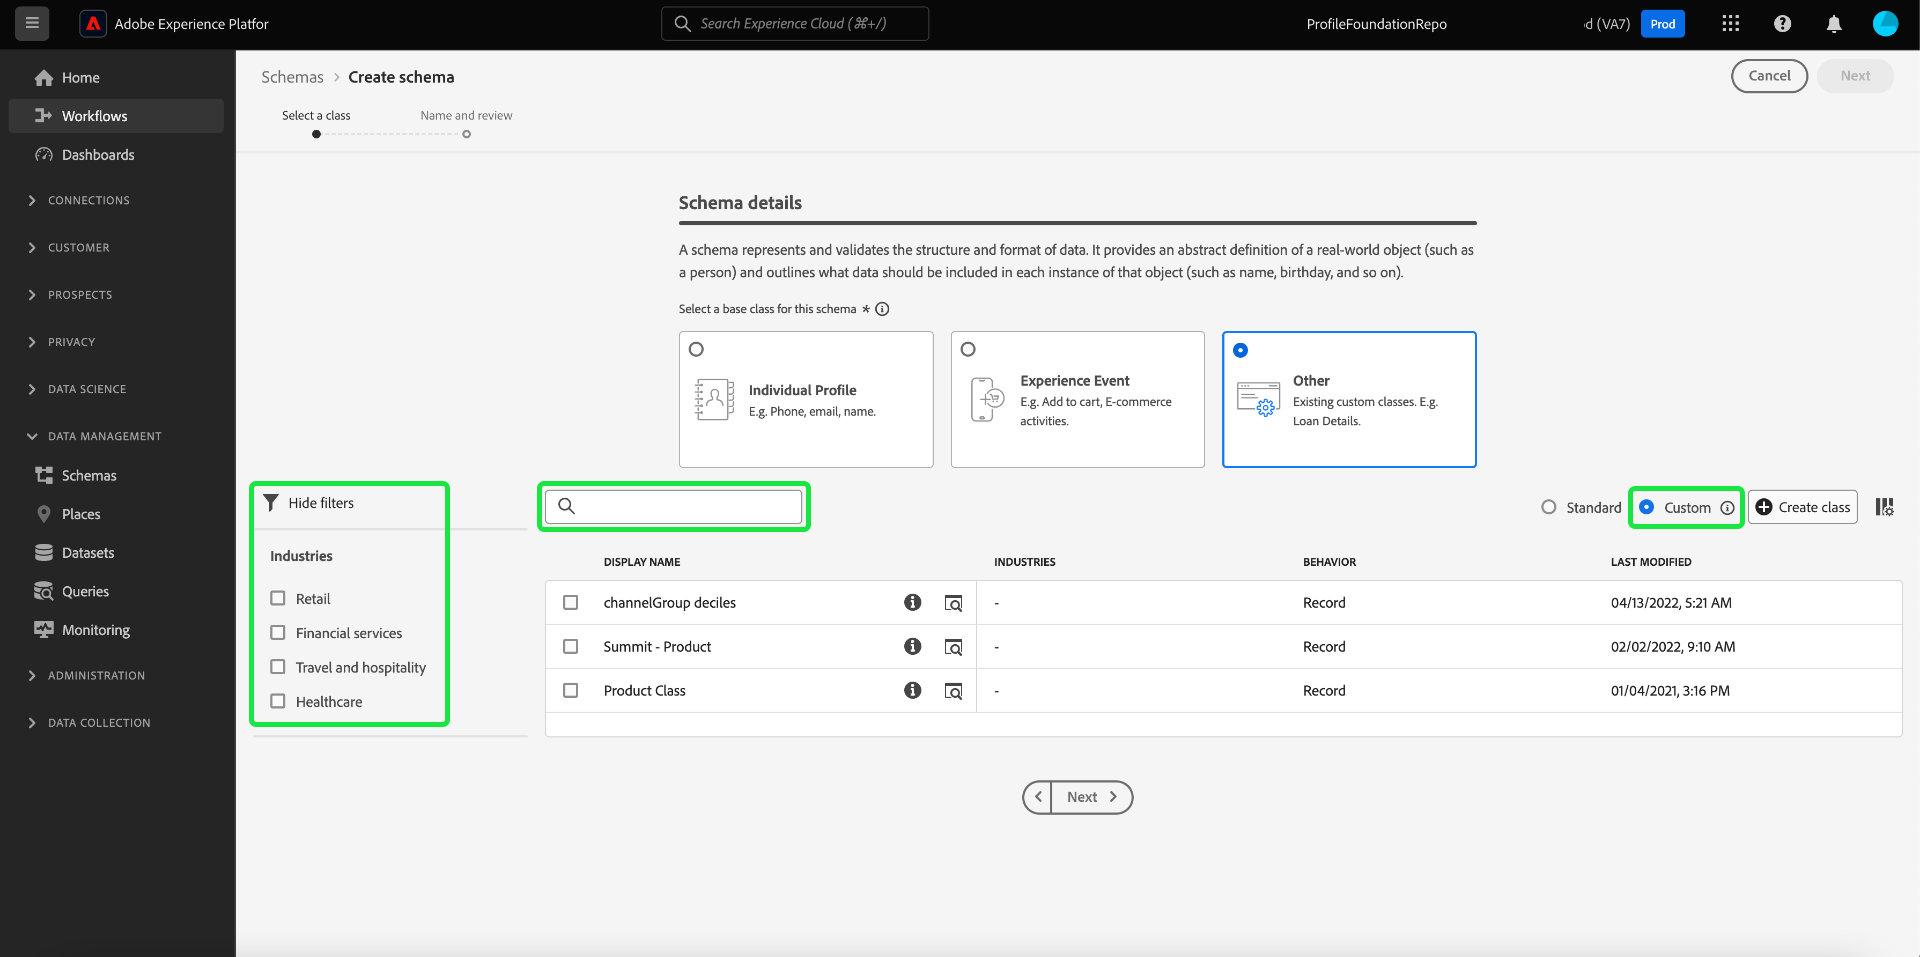 Adobe Experience Platfor
Search Experience Cloud (⌘+/)
ProfileFoundationRepo
d (VA7)
Prod
Home
Workflows
Dashboards
CONNECTIONS
CUSTOMER
PROSPECTS
PRIVACY
DATA SCIENCE
DATA MANAGEMENT
Schemas
Places
Datasets
Queries
Monitoring
ADMINISTRATION
DATA COLLECTION
Schemas > Create schema
Cancel
Next
Select a class
Name and review
Schema details
A schema represents and validates the structure and format of data. It provides an abstract definition of a real-world object (such as
a person) and outlines what data should be included in each instance of that object (such as name, birthday, and so on).
Select a base class for this schema *
Individual Profile
E.g. Phone, email, name.
Experience Event
E.g. Add to cart, E-commerce
activities.
Other
Existing custom classes. E.g.
Loan Details.
Hide filters
Industries
Retail
Financial services
Travel and hospitality
Healthcare
Standard
Custom
Create class
DISPLAY NAME INDUSTRIES BEHAVIOR LAST MODIFIED
channelGroup deciles - Record 04/13/2022, 5:21 AM
Summit - Product - Record 02/02/2022, 9:10 AM
Product Class - Record 01/04/2021, 3:16 PM
Next